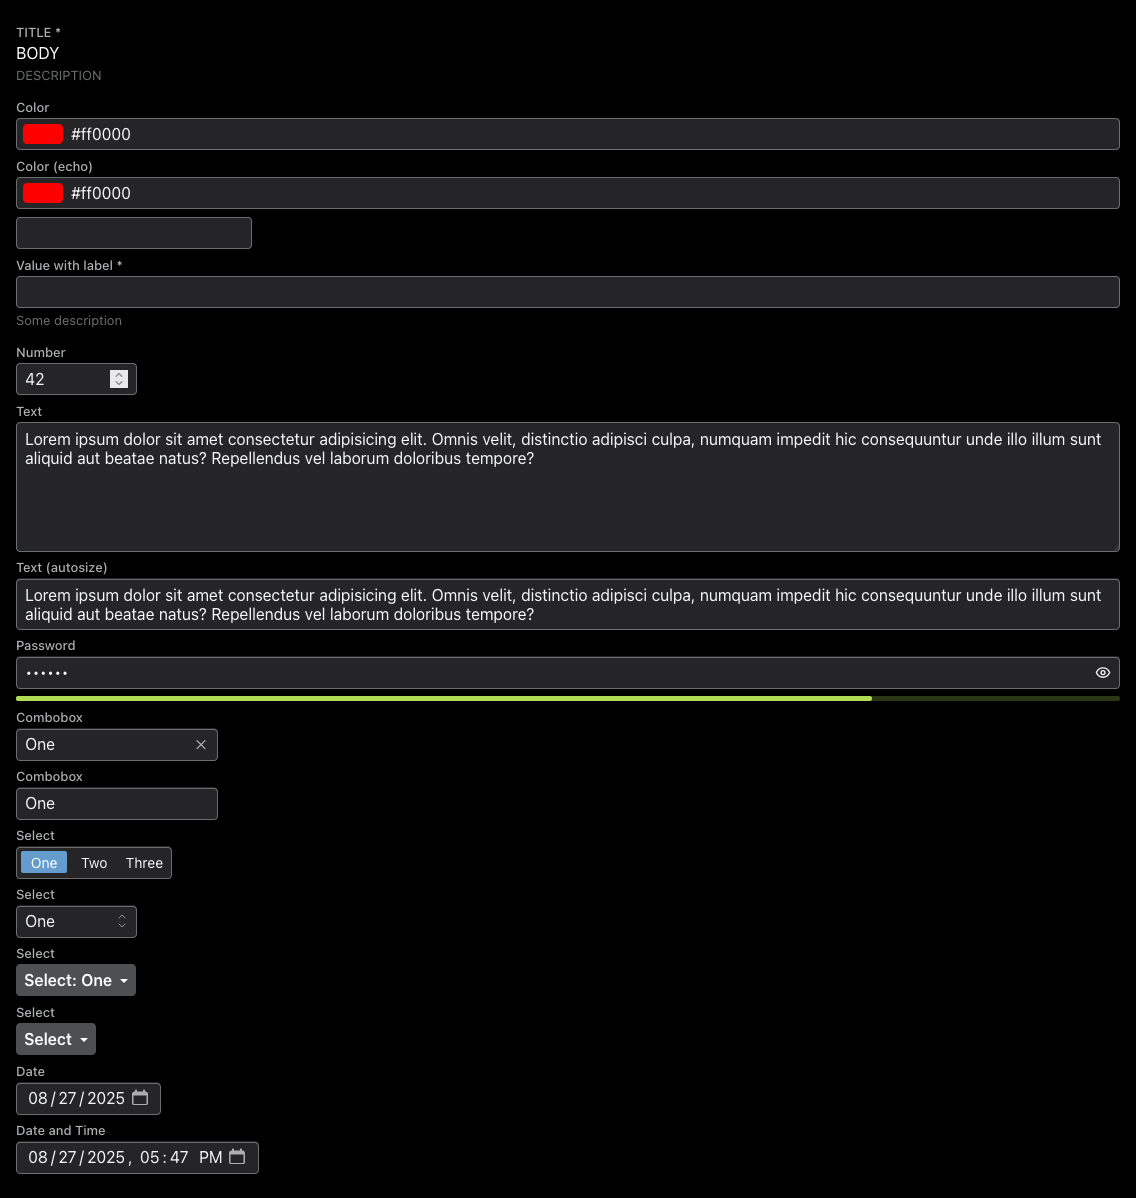 TITLE *
BODY
DESCRIPTION
Color
#ff0000
Color (echo)
#ff0000
Value with label *
Some description
Number
42
Text
Lorem ipsum dolor sit amet consectetur adipisicing elit. Omnis velit, distinctio adipisci culpa, numquam impedit hic consequuntur unde illo illum sunt
aliquid aut beatae natus? Repellendus vel laborum doloribus tempore?
Text (autosize)
Lorem ipsum dolor sit amet consectetur adipisicing elit. Omnis velit, distinctio adipisci culpa, numquam impedit hic consequuntur unde illo illum sunt
aliquid aut beatae natus? Repellendus vel laborum doloribus tempore?
Password
••••••
Combobox
One
Combobox
One
Select
One Two Three
Select
One
Select
Select: One
Select
Select
Date
08/27/2025
Date and Time
08/27/2025, 05:47 PM